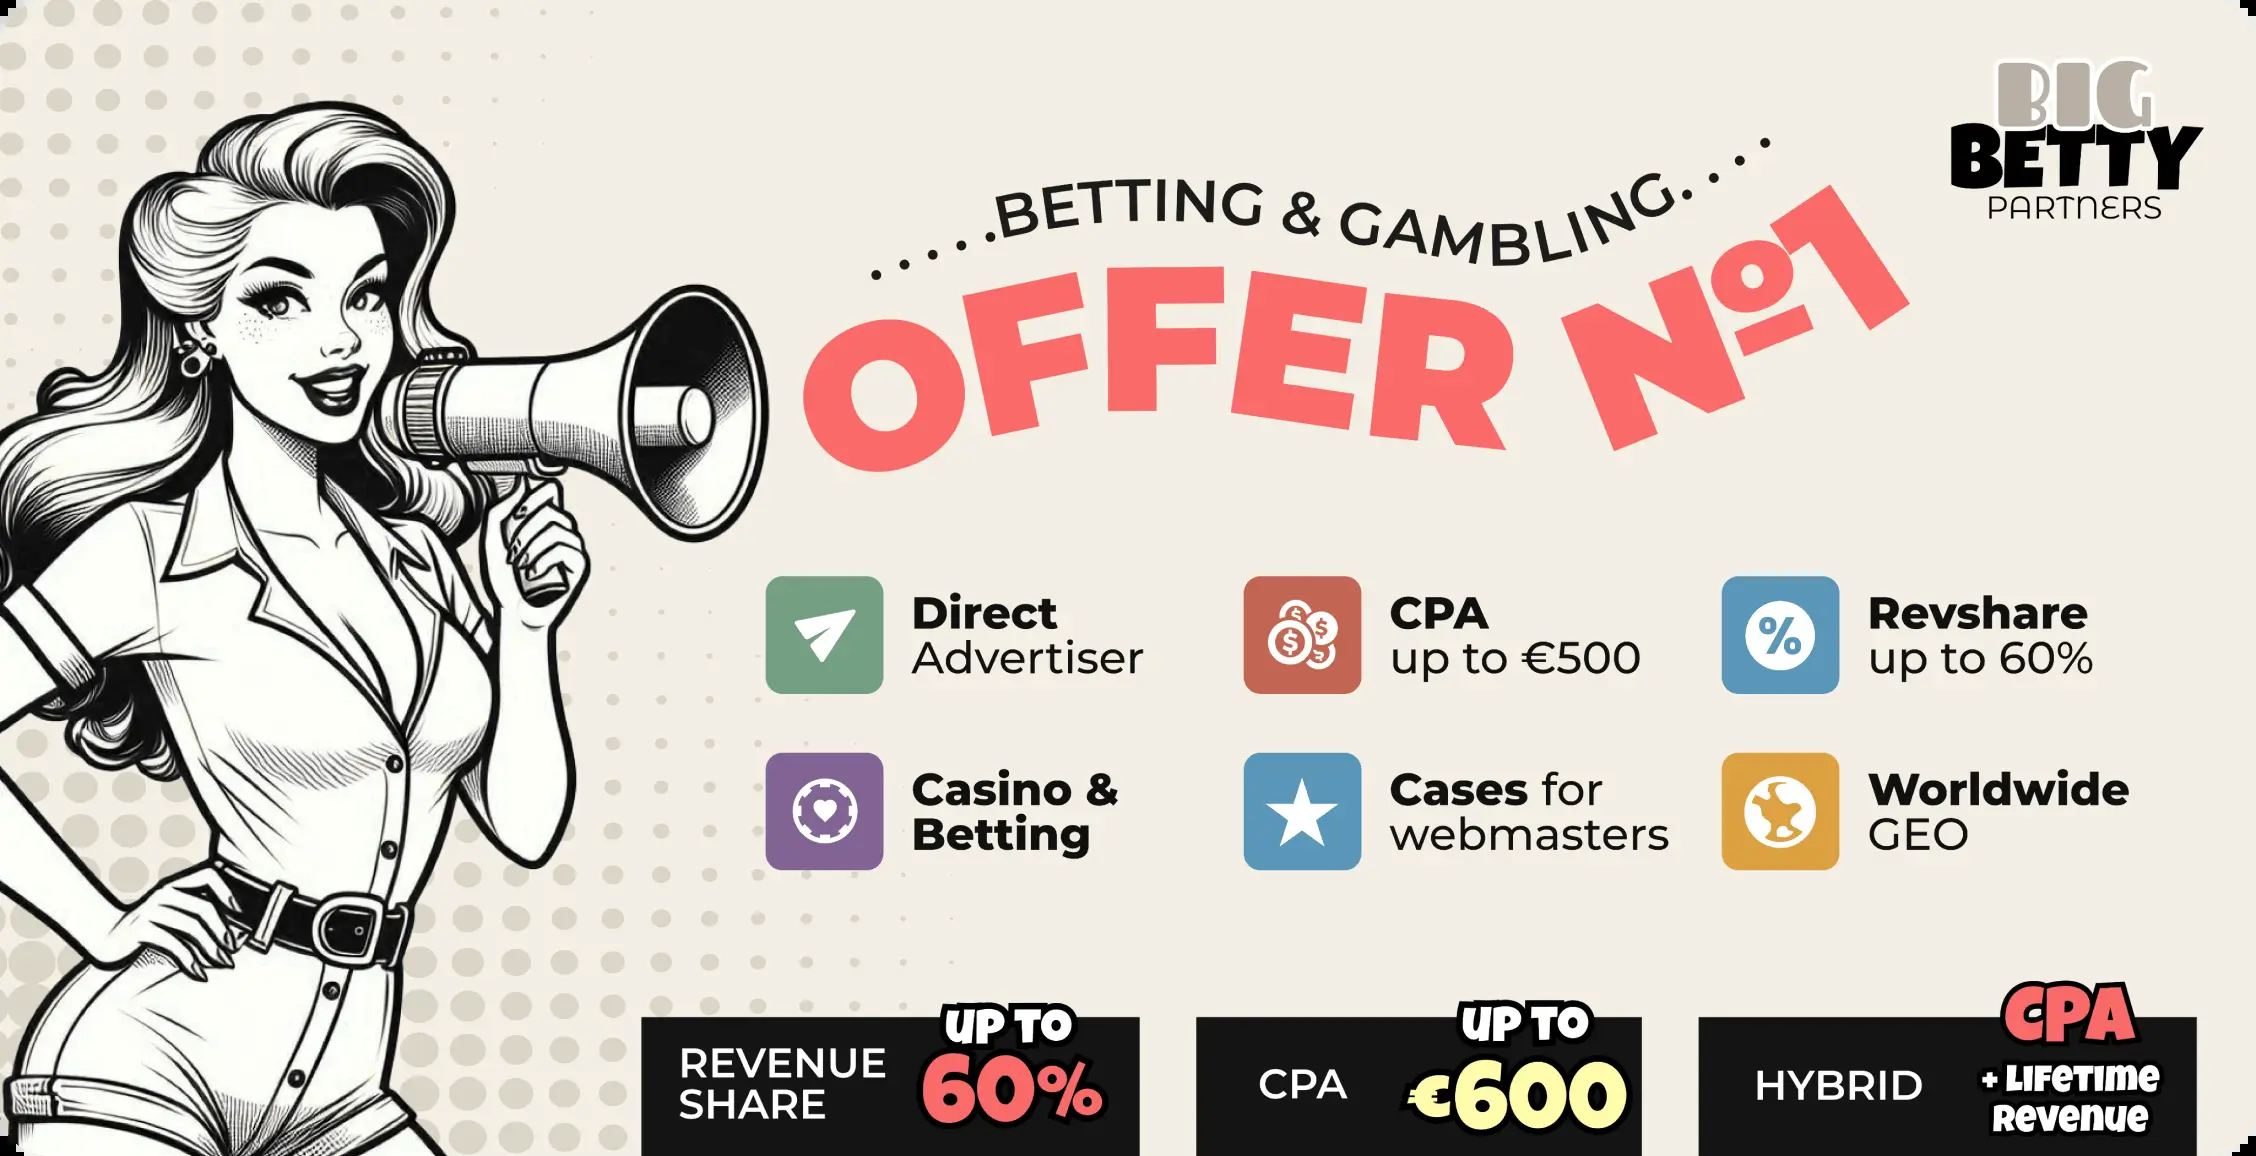 BIG
BETTY
PARTNERS
.....BETTING & GAMBLING....
OFFER №1
Direct
Advertiser
CPA
up to €500
Revshare
up to 60%
Casino &
Betting
Cases for
webmasters
Worldwide
GEO
REVENUE
SHARE
UP TO
60%
CPA
UP TO
€600
HYBRID
CPA
+ LIFETIME
REVENUE